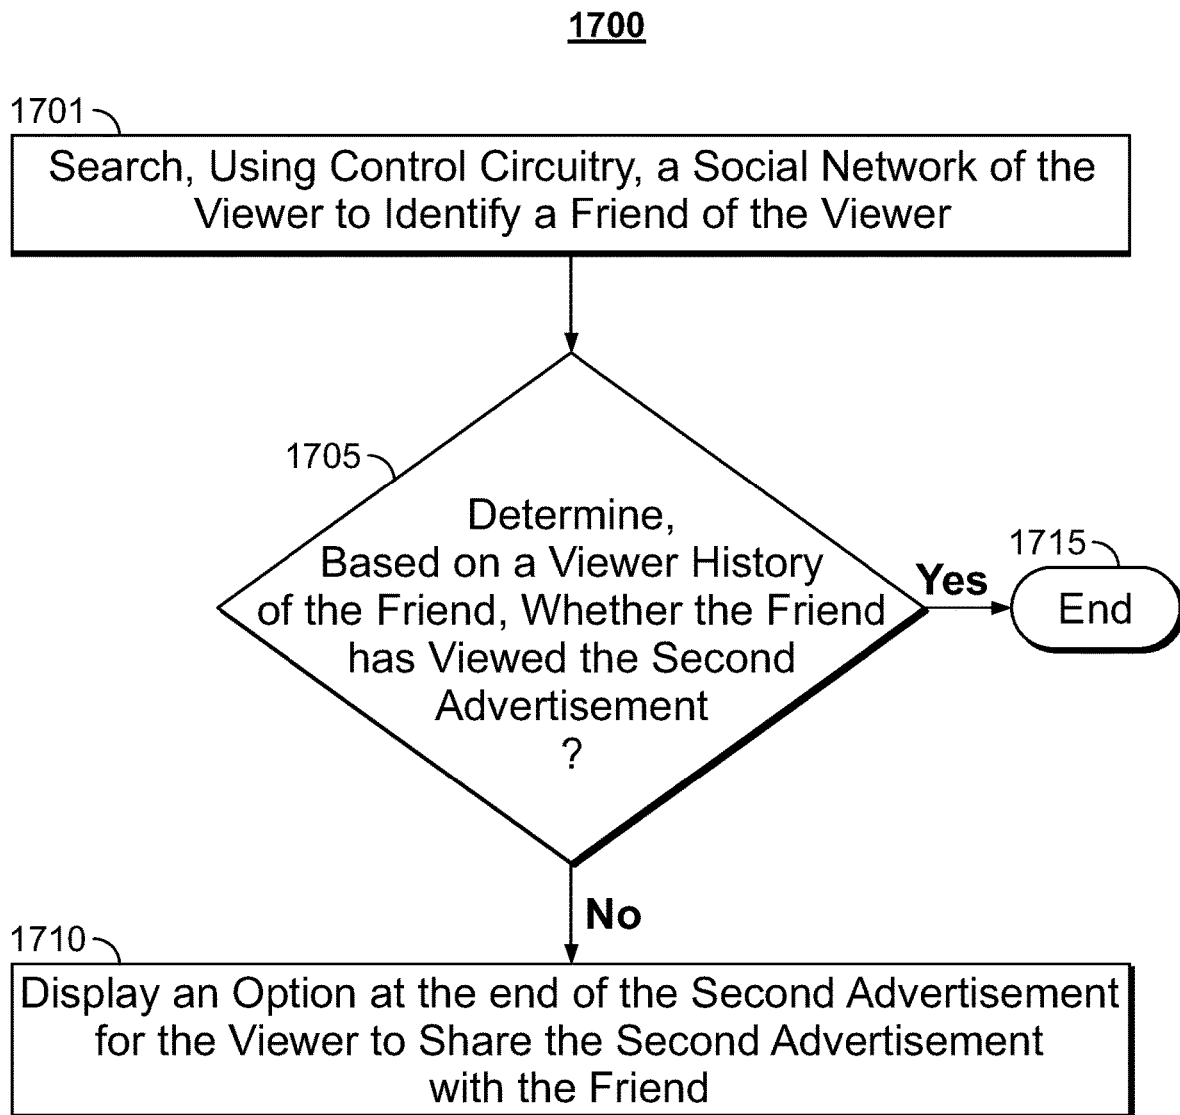 1700
1701
Search, Using Control Circuitry, a Social Network of the
Viewer to Identify a Friend of the Viewer
1705
Determine,
Based on a Viewer History
of the Friend, Whether the Friend
has Viewed the Second
Advertisement
?
Yes
1715
End
No
1710
Display an Option at the end of the Second Advertisement
for the Viewer to Share the Second Advertisement
with the Friend